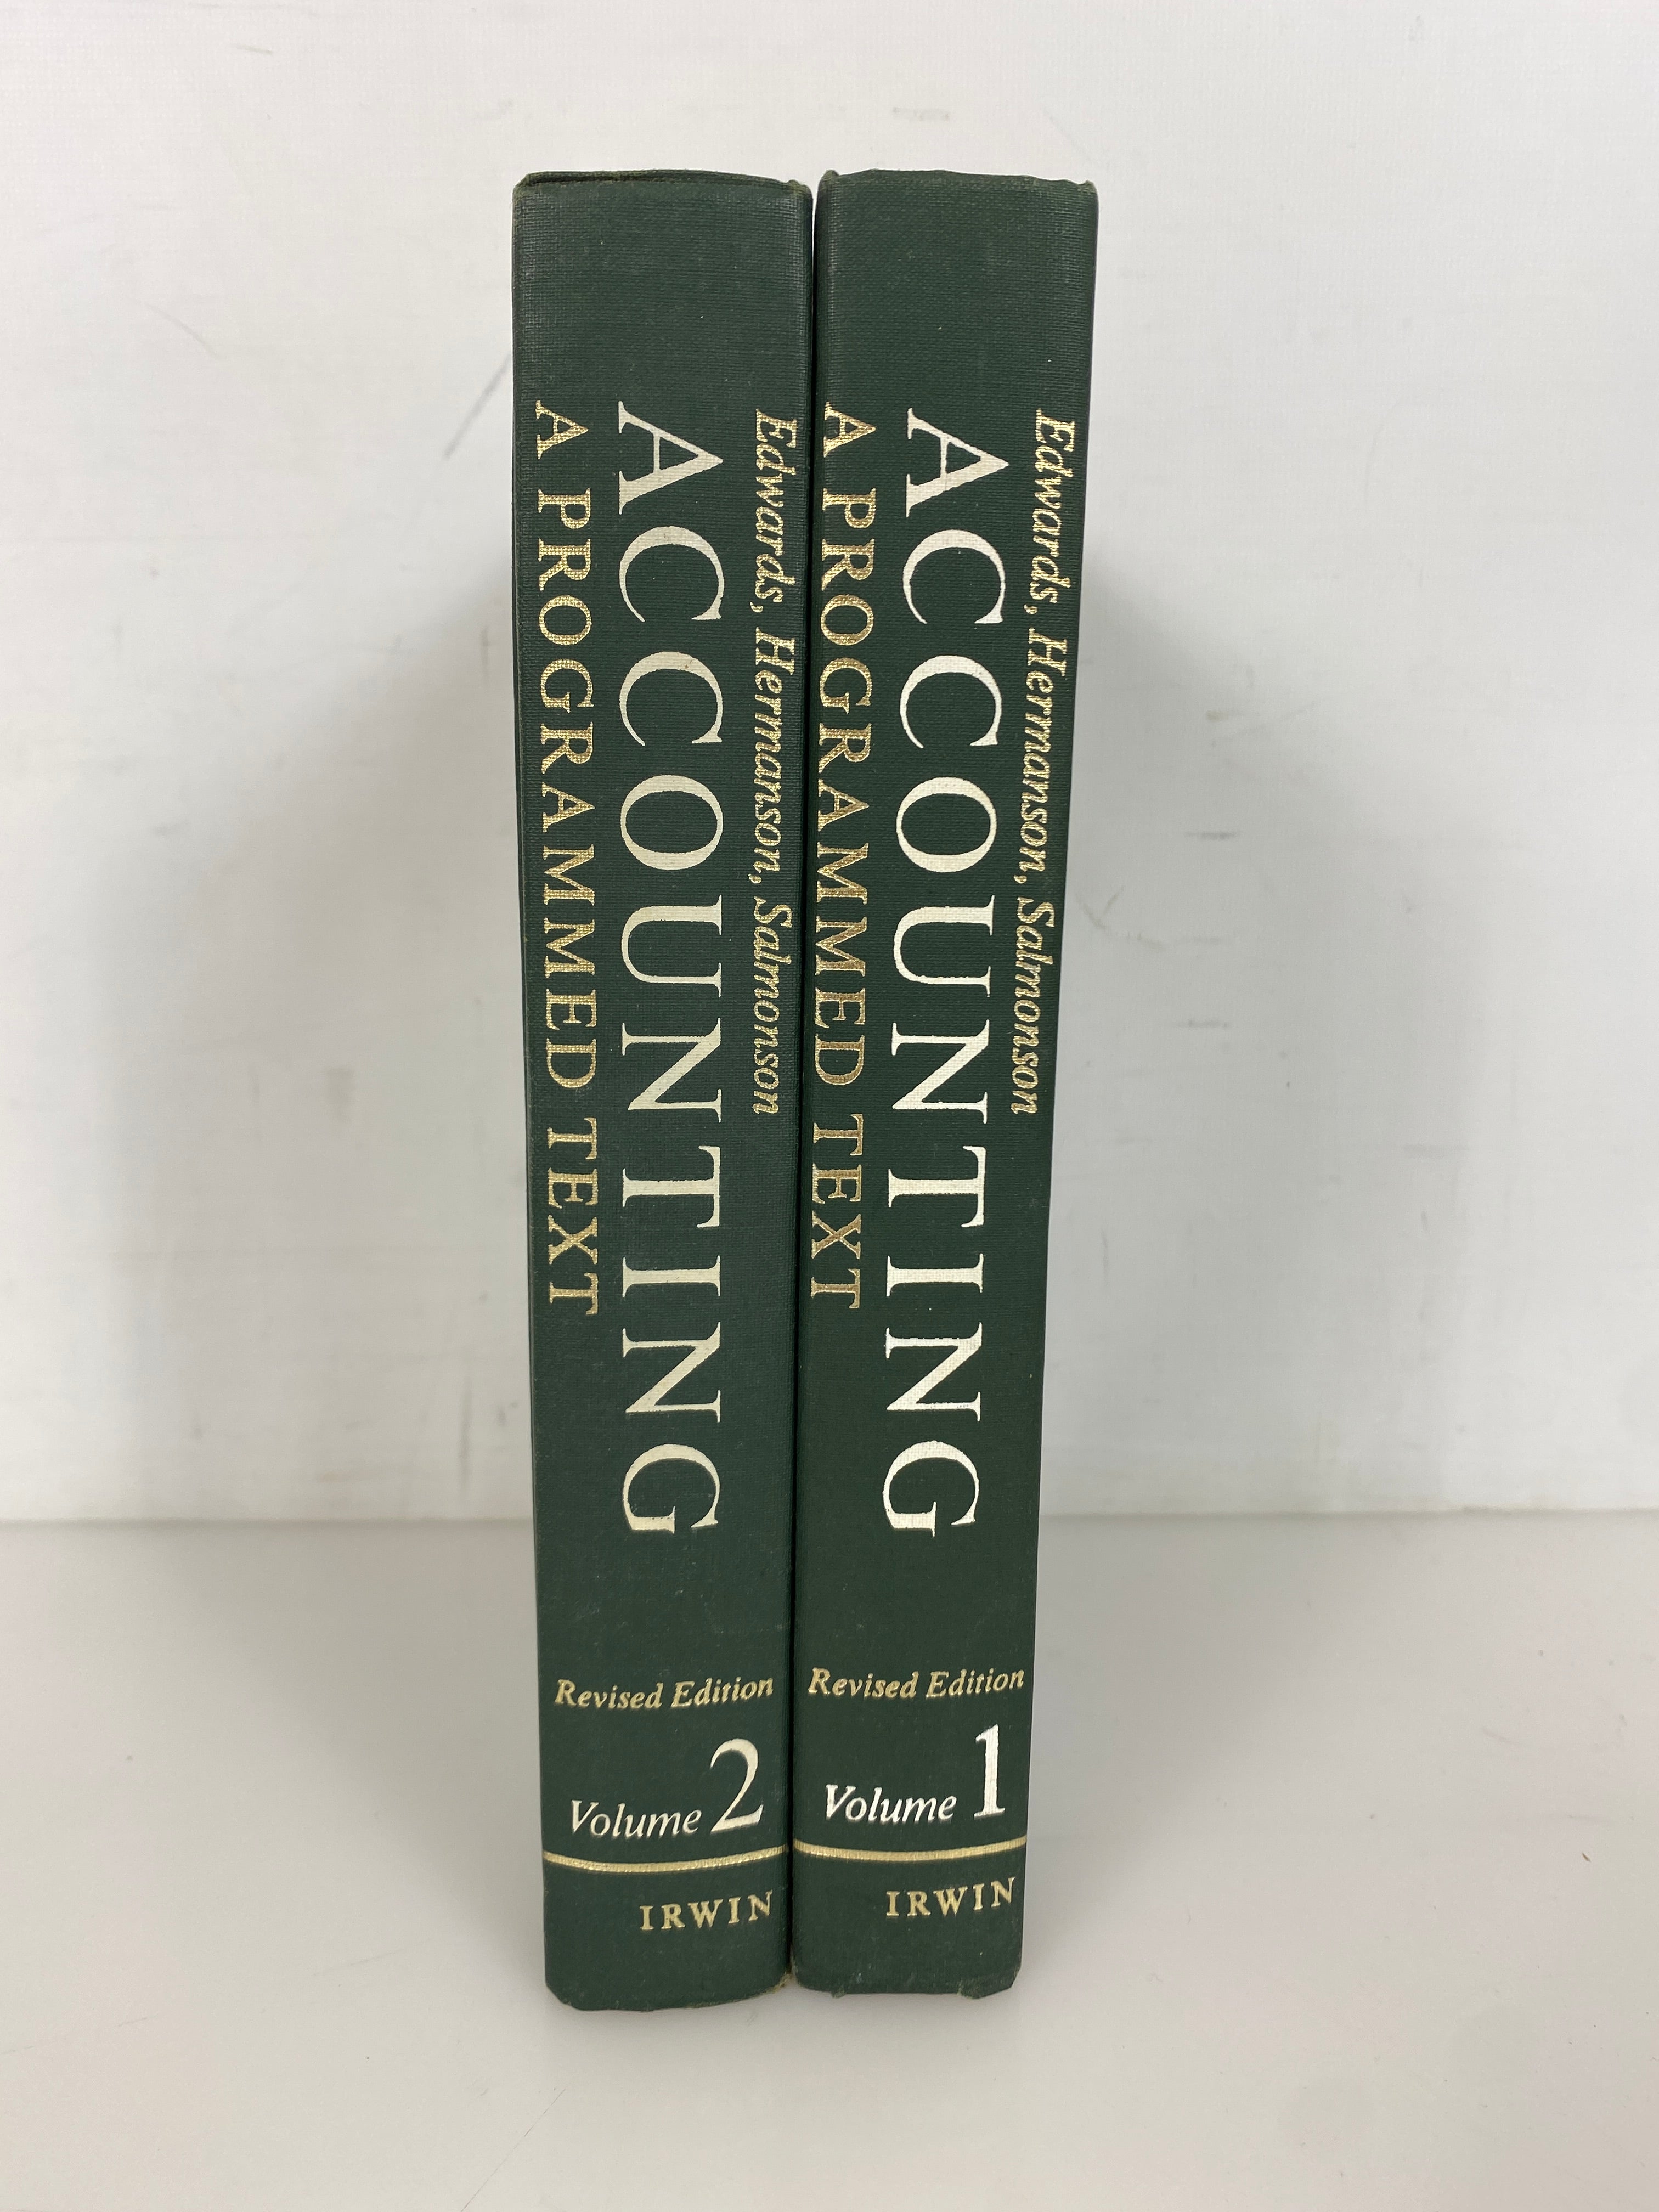 Edwards, Hermanson, Salmonson
ACCOUNTING
A PROGRAMMED TEXT
Revised Edition
Volume 2
IRWIN
Edwards, Hermanson, Salmonson
ACCOUNTING
A PROGRAMMED TEXT
Revised Edition
Volume 1
IRWIN